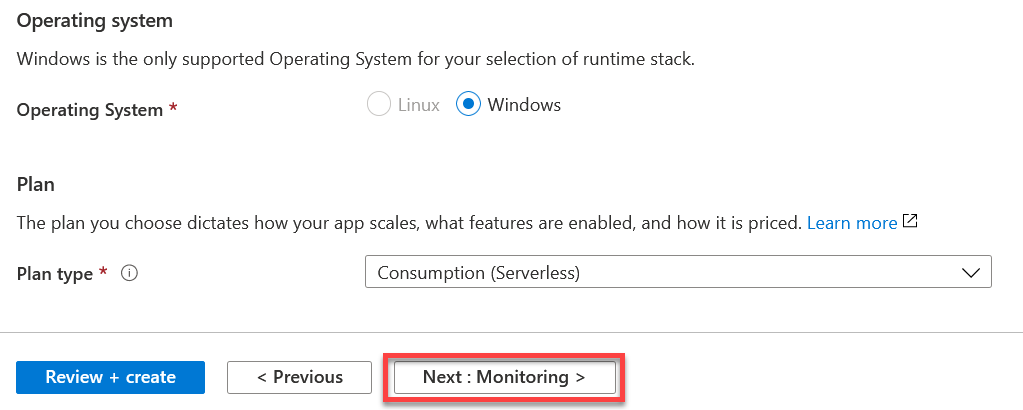 Operating system
Windows is the only supported Operating System for your selection of runtime stack.
Operating System * Linux Windows
Plan
The plan you choose dictates how your app scales, what features are enabled, and how it is priced. Learn more
Plan type * Consumption (Serverless)
Review + create < Previous Next : Monitoring >